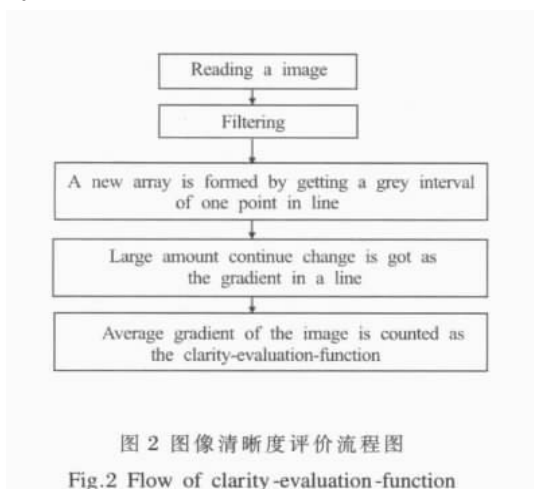 Reading a image
Filtering
A new array is formed by getting a grey interval
of one point in line
Large amount continue change is got as
the gradient in a line
Average gradient of the image is counted as
the clarity-evaluation-function
图 2 图像清晰度评价流程图
Fig.2 Flow of clarity-evaluation-function